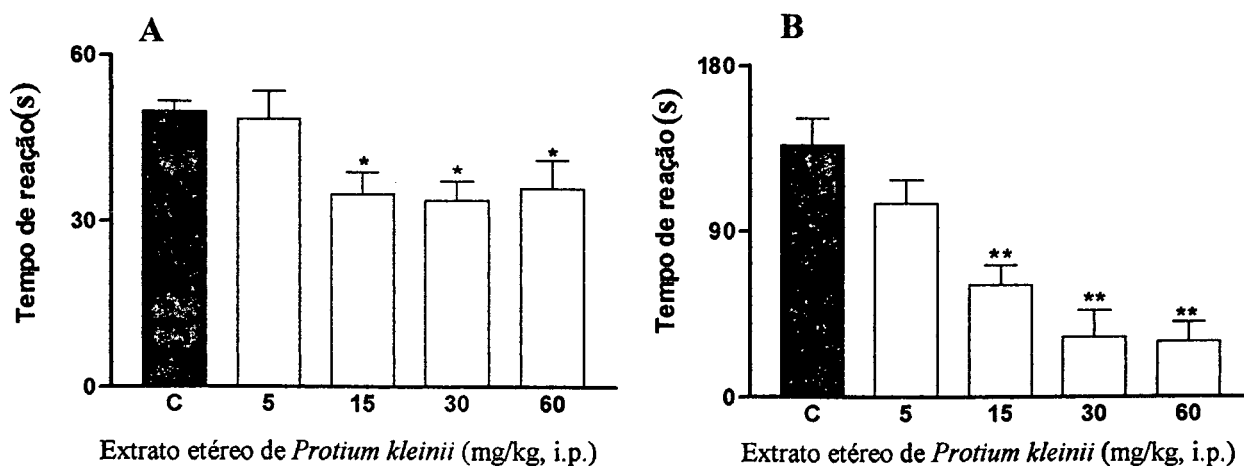 A
Tempo de reação(s)
60
30
0
*
*
*
C 5 15 30 60
Extrato etéreo de Protium kleinii (mg/kg, i.p.)
B
Tempo de reação(s)
180
90
0
**
**
**
C 5 15 30 60
Extrato etéreo de Protium kleinii (mg/kg, i.p.)